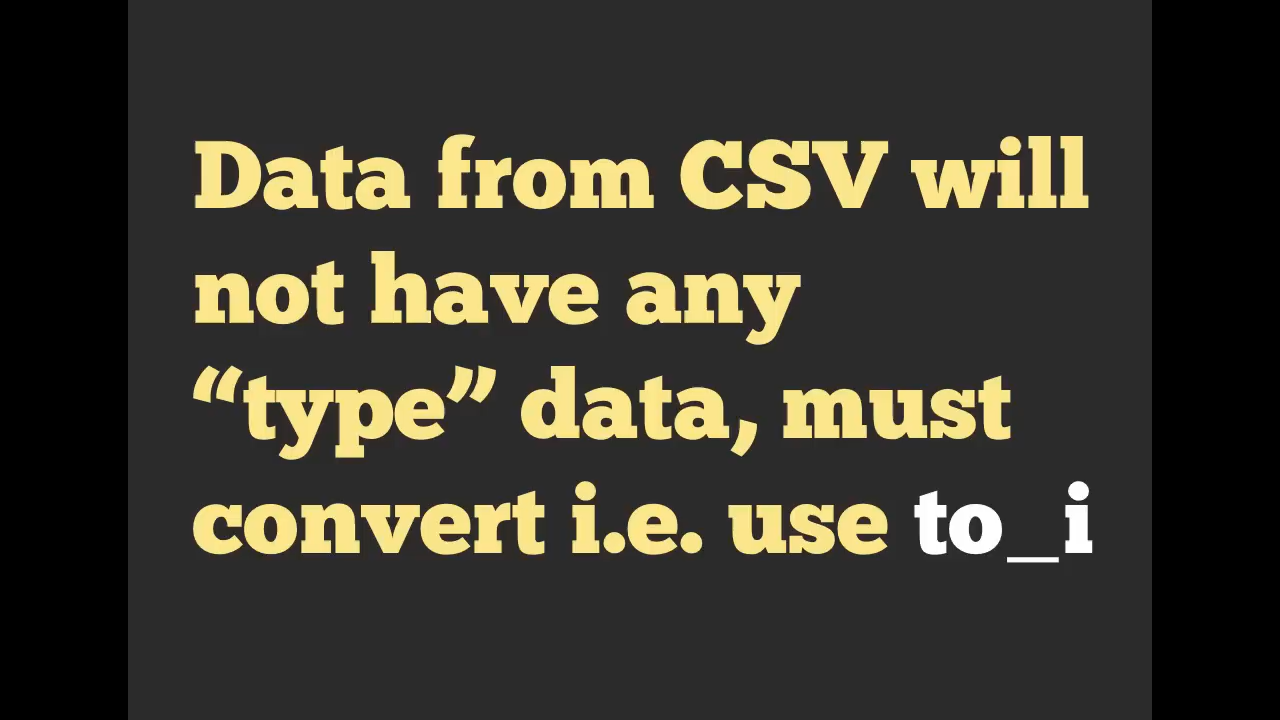 Data from CSV will
not have any
“type” data, must
convert i.e. use to_i